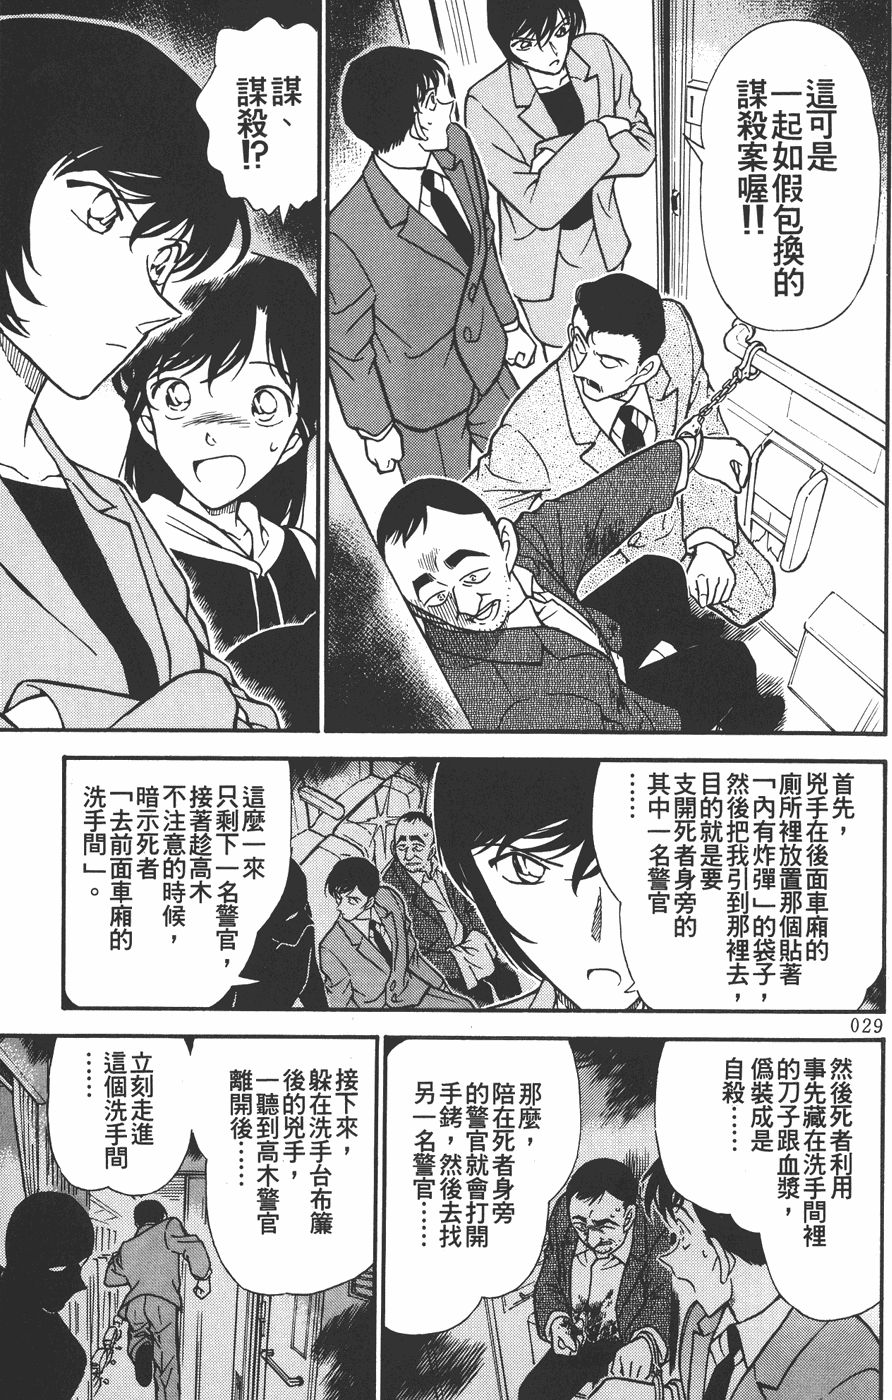 這可是
一起如假包換的
謀殺案喔!!
謀、
謀殺!?
首先，
兇手在後面車廂的
廁所裡放置那個貼著
「內有炸彈」的袋子，
然後把我引到那裡去，
目的就是要
支開死者身旁的
其中一名警官
……
這麼一來
只剩下一名警官，
接著趁高木
不注意的時候，
暗示死者
「去前面車廂的
洗手間」。
029
然後死者利用
事先藏在洗手間裡
的刀子跟血漿，
偽裝成是
自殺……
那麼，
陪在死者身旁
的警官就會打開
手銬，然後去找
另一名警官……
接下來，
躲在洗手台布簾
後的兇手，
一聽到高木警官
離開後……
立刻走進
這個洗手間
……